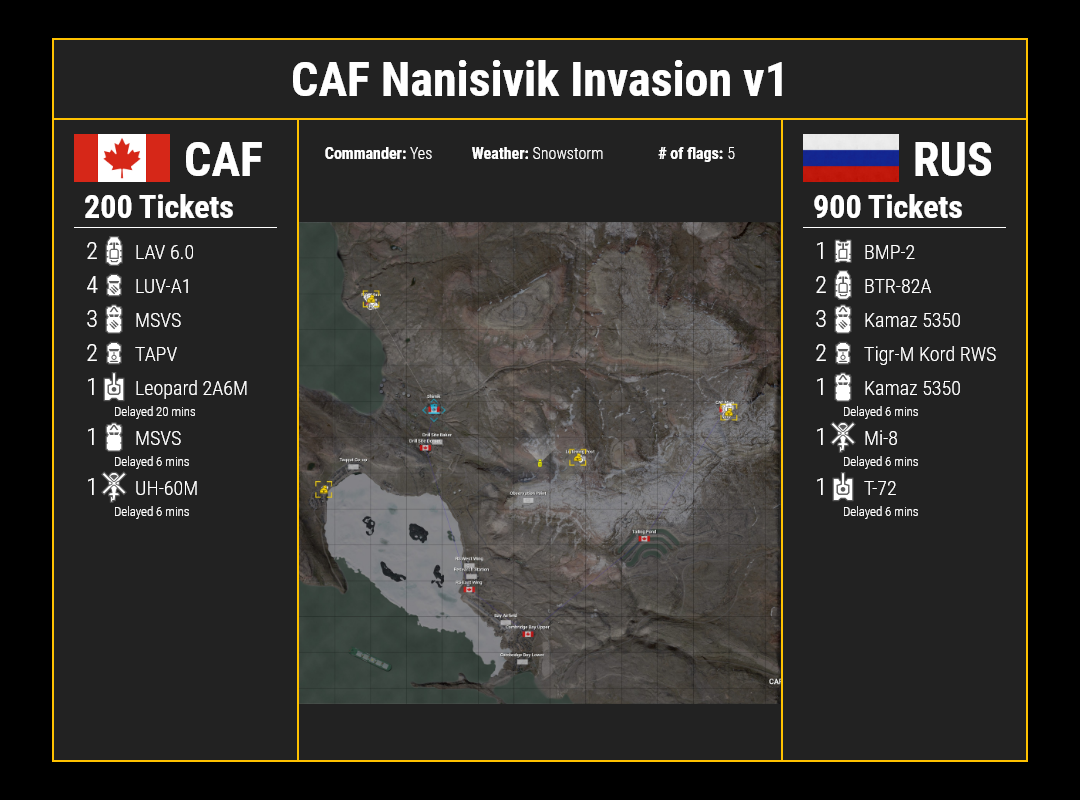 CAF Nanisivik Invasion v1
CAF
200 Tickets
2 LAV 6.0
4 LUV-A1
3 MSVS
2 TAPV
1 Leopard 2A6M
Delayed 20 mins
1 MSVS
Delayed 6 mins
1 UH-60M
Delayed 6 mins
Commander: Yes Weather: Snowstorm # of flags: 5
Drill Site Baker
Observation Point
Research Station
Bay Airfield
Cambridge Bay Upper
Cambridge Bay Lower
CAF
RUS
900 Tickets
1 BMP-2
2 BTR-82A
3 Kamaz 5350
2 Tigr-M Kord RWS
1 Kamaz 5350
Delayed 6 mins
1 Mi-8
Delayed 6 mins
1 T-72
Delayed 6 mins